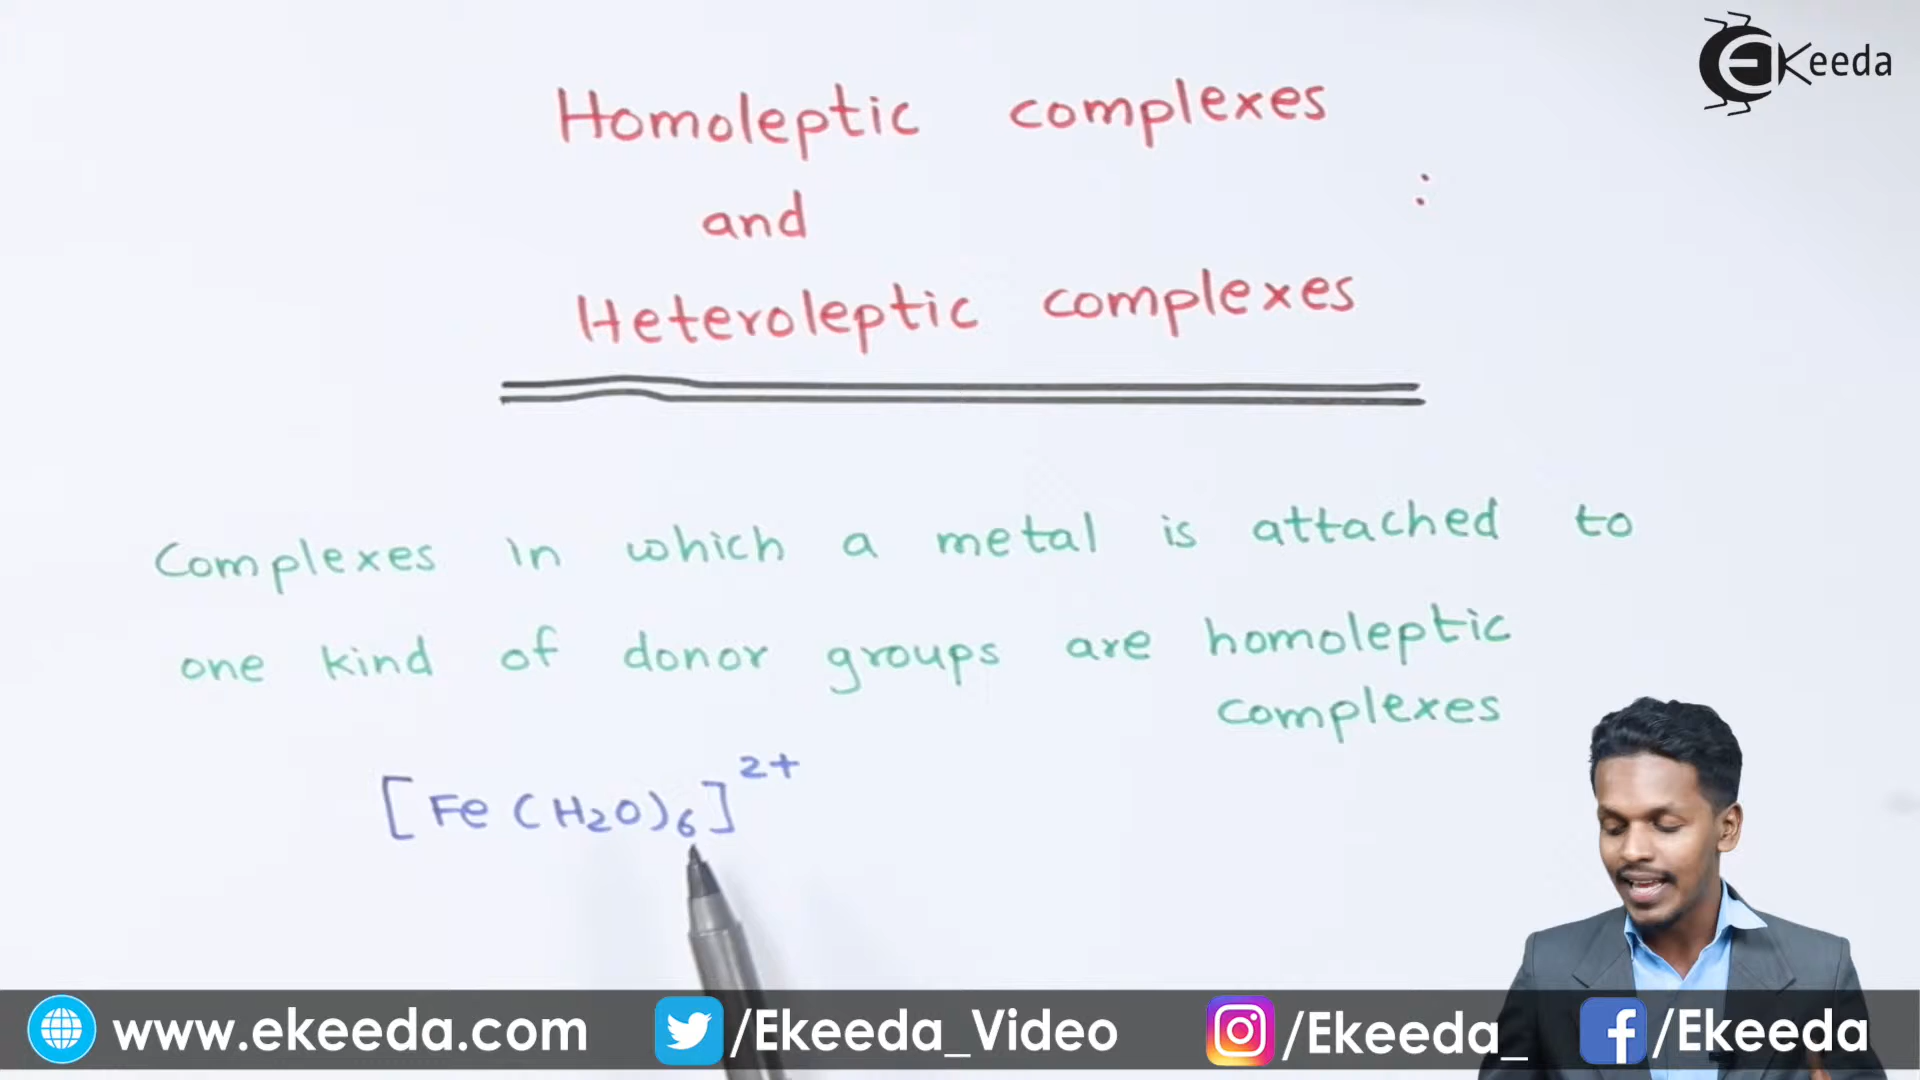 Ekeeda
Homoleptic complexes
and :
Heteroleptic complexes
Complexes in which a metal is attached to
one kind of donor groups are homoleptic
complexes
[Fe(H2O)6]2+
www.ekeeda.com /Ekeeda_Video /Ekeeda_ /Ekeeda